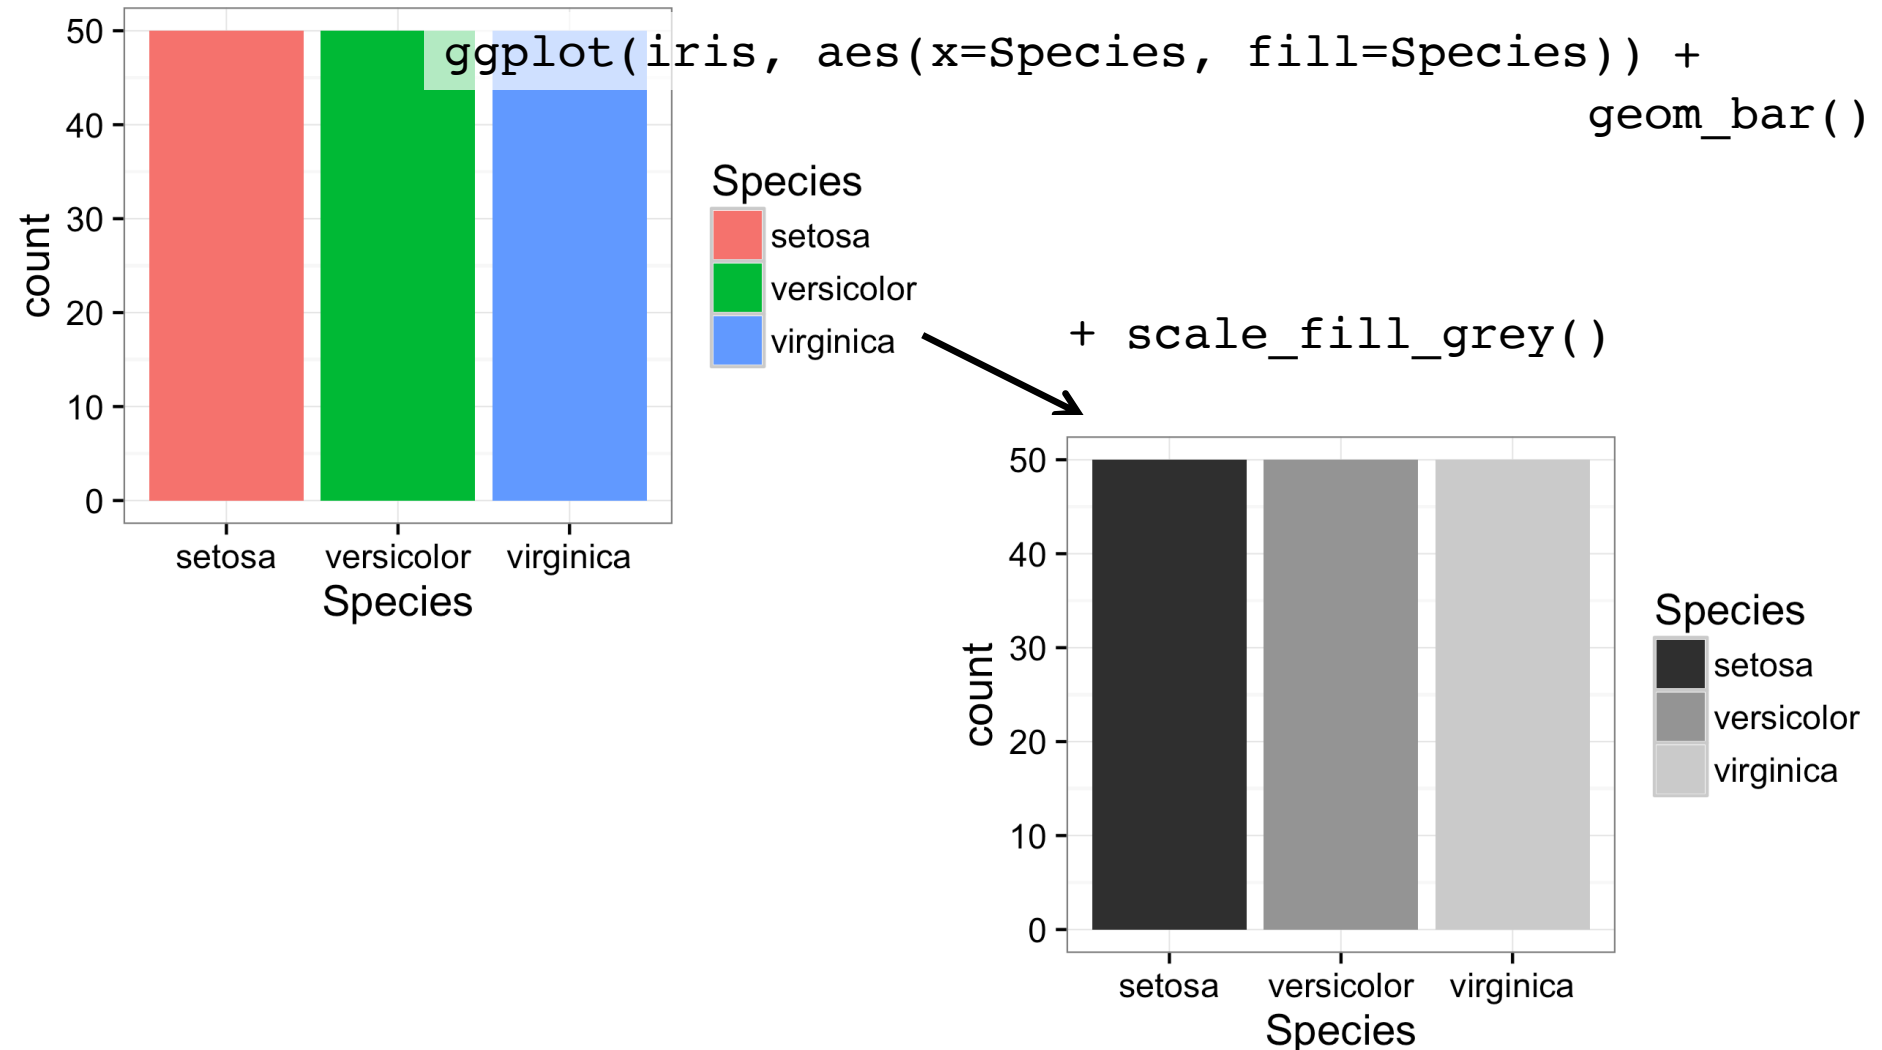 ggplot(iris, aes(x=Species, fill=Species)) +
geom_bar()
50
40
30
20
10
0
count
setosa versicolor virginica
Species
Species
setosa
versicolor
virginica
+ scale_fill_grey()
50
40
30
20
10
0
count
setosa versicolor virginica
Species
Species
setosa
versicolor
virginica